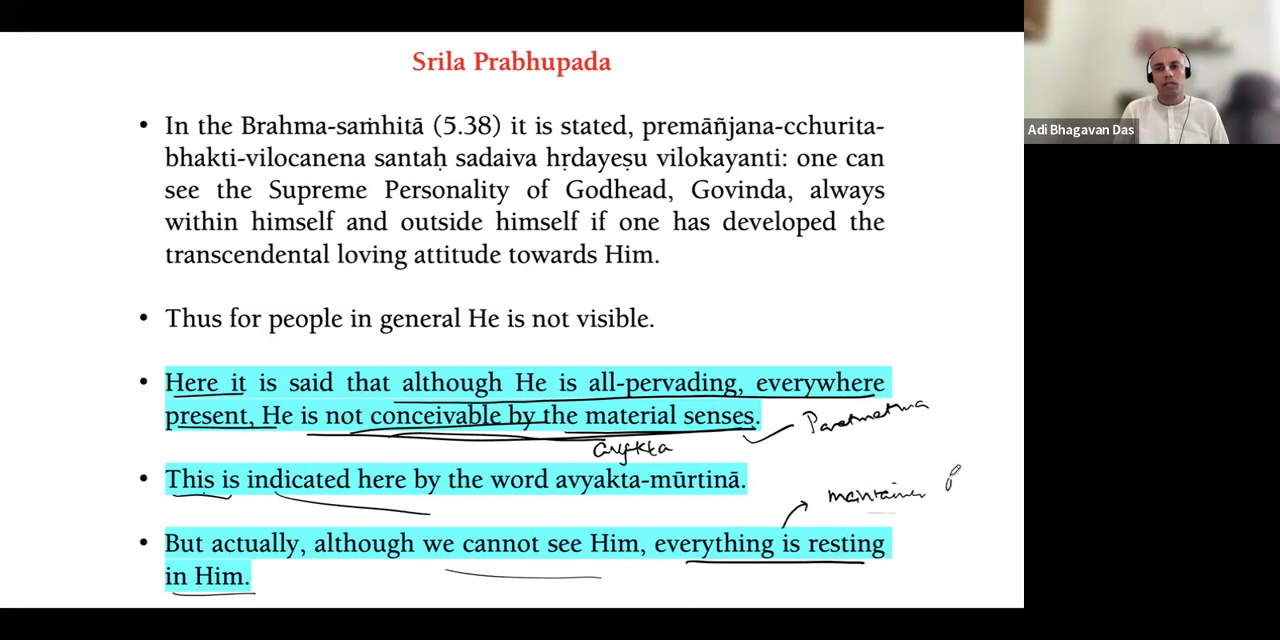 Srila Prabhupada
• In the Brahma-saṁhitā (5.38) it is stated, premāñjana-cchurita-
bhakti-vilocanena santaḥ sadaiva hṛdayeṣu vilokayanti: one can
see the Supreme Personality of Godhead, Govinda, always
within himself and outside himself if one has developed the
transcendental loving attitude towards Him.
• Thus for people in general He is not visible.
• Here it is said that although He is all-pervading, everywhere
present, He is not conceivable by the material senses.
Paramatma
avyakta
• This is indicated here by the word avyakta-mūrtinā.
maintainer
• But actually, although we cannot see Him, everything is resting
in Him.
Adi Bhagavan Das